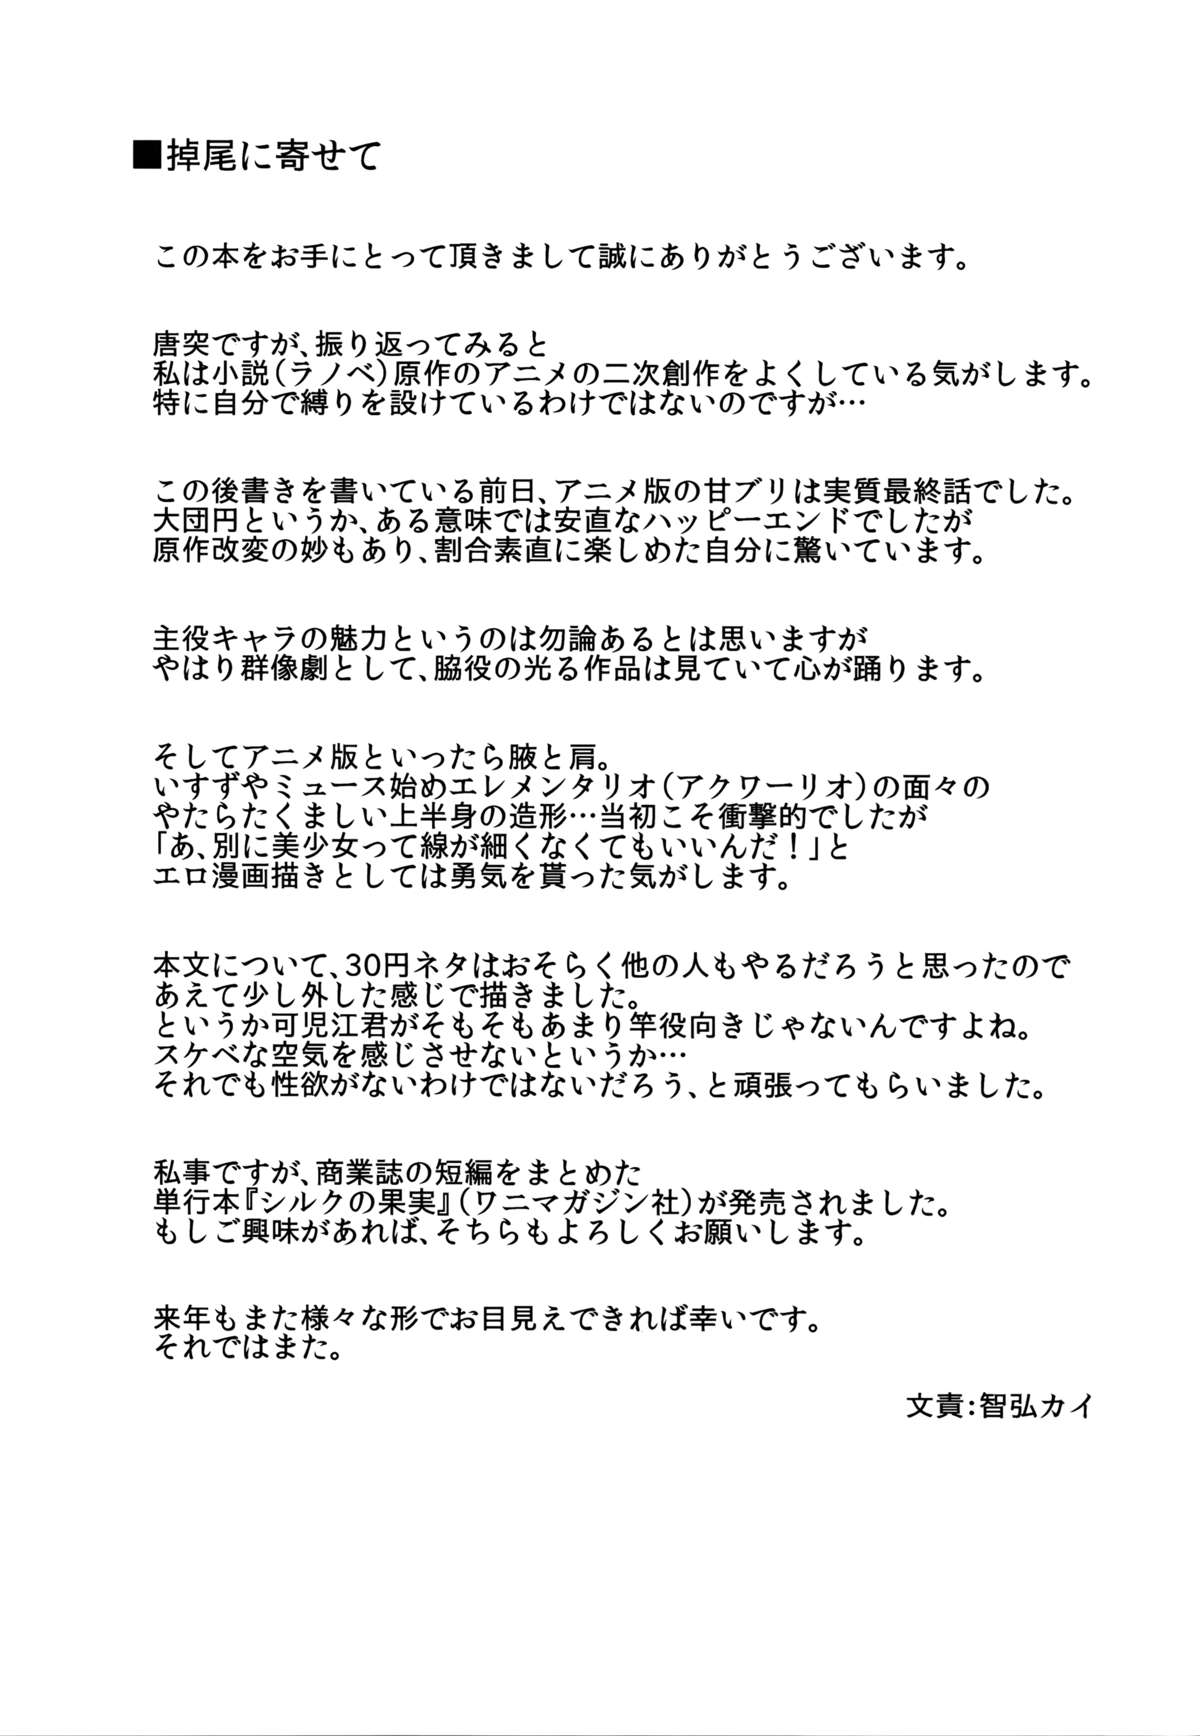 ■掉尾に寄せて
この本をお手にとって頂きまして誠にありがとうございます。
唐突ですが、振り返ってみると
私は小説(ラノベ)原作のアニメの二次創作をよくしている気がします。
特に自分で縛りを設けているわけではないのですが…
この後書きを書いている前日、アニメ版の甘ブリは実質最終話でした。
大団円というか、ある意味では安直なハッピーエンドでしたが
原作改変の妙もあり、割合素直に楽しめた自分に驚いています。
主役キャラの魅力というのは勿論あるとは思いますが
やはり群像劇として、脇役の光る作品は見ていて心が踊ります。
そしてアニメ版といったら腋と肩。
いすずやミュース始めエレメンタリオ(アクワーリオ)の面々の
やたらたくましい上半身の造形…当初こそ衝撃的でしたが
「あ、別に美少女って線が細くなくてもいいんだ！」と
エロ漫画描きとしては勇気を貰った気がします。
本文について、30円ネタはおそらく他の人もやるだろうと思ったので
あえて少し外した感じで描きました。
というか可児江君がそもそもあまり竿役向きじゃないんですよね。
スケベな空気を感じさせないというか…
それでも性欲がないわけではないだろう、と頑張ってもらいました。
私事ですが、商業誌の短編をまとめた
単行本『シルクの果実』(ワニマガジン社)が発売されました。
もしご興味があれば、そちらもよろしくお願いします。
来年もまた様々な形でお目見えできれば幸いです。
それではまた。
文責:智弘カイ